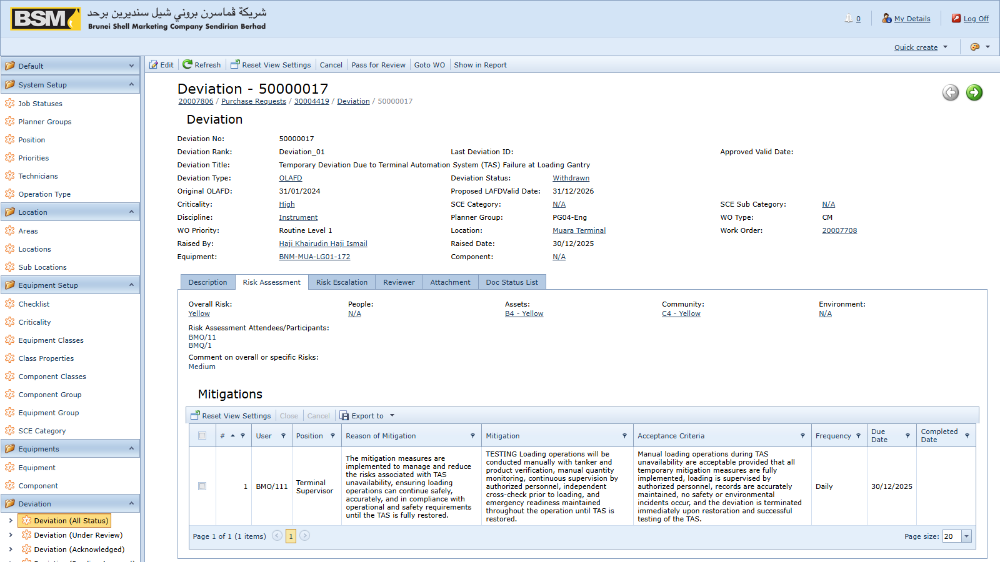 BSM
شريكة ڤماسرن بروني شيل سنديرين برحد
Brunei Shell Marketing Company Sendirian Berhad
0
My Details
Log Off
Quick create
Default
System Setup
Job Statuses
Planner Groups
Position
Priorities
Technicians
Operation Type
Location
Areas
Locations
Sub Locations
Equipment Setup
Checklist
Criticality
Equipment Classes
Class Properties
Component Classes
Component Group
Equipment Group
SCE Category
Equipments
Equipment
Component
Deviation
Deviation (All Status)
Deviation (Under Review)
Deviation (Acknowledged)
Edit Refresh Reset View Settings Cancel Pass for Review Goto WO Show in Report
Deviation - 50000017
20007806 / Purchase Requests / 30004419 / Deviation / 50000017
Deviation
Deviation No: 50000017
Deviation Rank: Deviation_01 Last Deviation ID: Approved Valid Date:
Deviation Title: Temporary Deviation Due to Terminal Automation System (TAS) Failure at Loading Gantry
Deviation Type: OLAFD Deviation Status: Withdrawn
Original OLAFD: 31/01/2024 Proposed LAFDValid Date: 31/12/2026
Criticality: High SCE Category: N/A SCE Sub Category: N/A
Discipline: Instrument Planner Group: PG04-Eng WO Type: CM
WO Priority: Routine Level 1 Location: Muara Terminal Work Order: 20007708
Raised By: Haji Khairudin Haji Ismail Raised Date: 30/12/2025
Equipment: BNM-MUA-LG01-172 Component: N/A
Description Risk Assessment Risk Escalation Reviewer Attachment Doc Status List
Overall Risk: People: Assets: Community: Environment:
Yellow N/A B4 - Yellow C4 - Yellow N/A
Risk Assessment Attendees/Participants:
BMO/11
BMQ/1
Comment on overall or specific Risks:
Medium
Mitigations
Reset View Settings Close Cancel Export to
# User Position Reason of Mitigation Mitigation Acceptance Criteria Frequency Due Date Completed Date
1
BMO/111
Terminal
Supervisor
The mitigation measures are
implemented to manage and reduce
the risks associated with TAS
unavailability, ensuring loading
operations can continue safely,
accurately, and in compliance with
operational and safety requirements
until the TAS is fully restored.
TESTING Loading operations will be
conducted manually with tanker and
product verification, manual quantity
monitoring, continuous supervision by
authorized personnel, independent
cross-check prior to loading, and
emergency readiness maintained
throughout the operation until TAS is
restored.
Manual loading operations during TAS
unavailability are acceptable provided that all
temporary mitigation measures are fully
implemented, loading is supervised by
authorized personnel, records are accurately
maintained, no safety or environmental
incidents occur, and the deviation is terminated
immediately upon restoration and successful
testing of the TAS.
Daily
30/12/2025
Page 1 of 1 (1 items) 1
Page size: 20